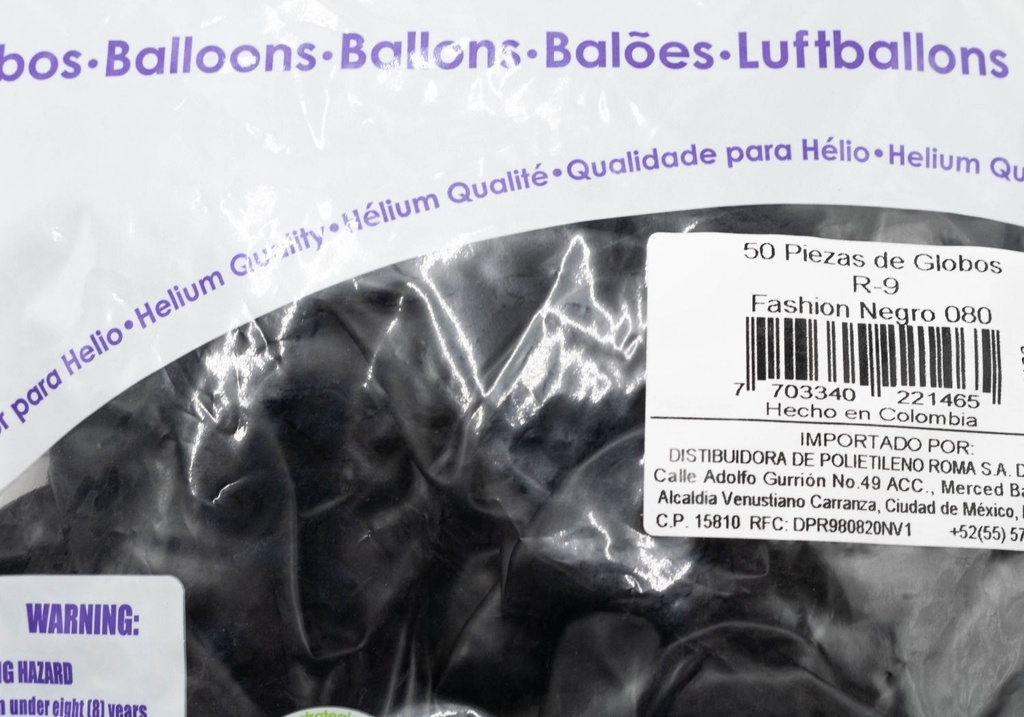 bos•Balloons•Ballons•Balões•Luftballons
para Helio•Helium Quality•Hélium Qualité•Qualidade para Hélio•Helium
50 Piezas de Globos
R-9
Fashion Negro 080
7 703340 221465
Hecho en Colombia
IMPORTADO POR:
DISTIBUIDORA DE POLIETILENO ROMA S.A.
Calle Adolfo Gurrión No.49 ACC., Merced
Alcaldía Venustiano Carranza, Ciudad de México,
C.P. 15810 RFC: DPR980820NV1 +52(55) 57
WARNING:
HAZARD
under eight (8) years